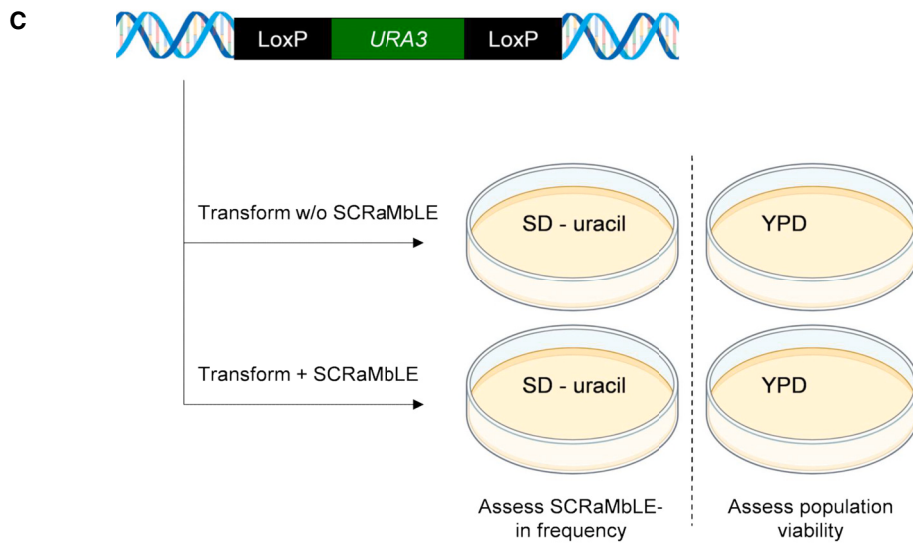 C
LoxP URA3 LoxP
Transform w/o SCRaMbLE
SD - uracil YPD
Transform + SCRaMbLE
SD - uracil YPD
Assess SCRaMbLE- Assess population
in frequency viability